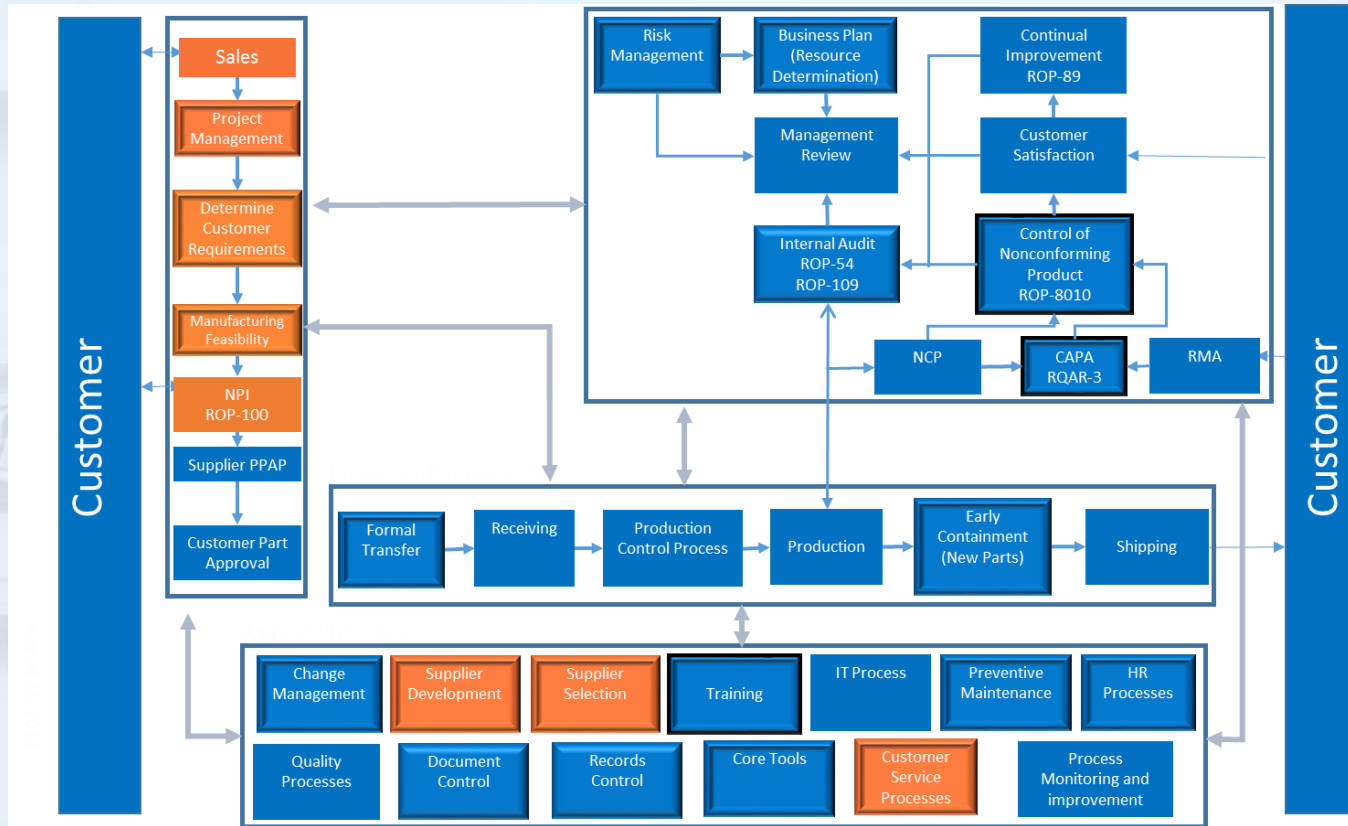 Customer
Sales
Project
Management
Determine
Customer
Requirements
Manufacturing
Feasibility
NPI
ROP-100
Supplier PPAP
Customer Part
Approval
Risk
Management
Business Plan
(Resource
Determination)
Continual
Improvement
ROP-89
Management
Review
Customer
Satisfaction
Internal Audit
ROP-54
ROP-109
Control of
Nonconforming
Product
ROP-8010
NCP
CAPA
RQAR-3
RMA
Formal
Transfer
Receiving
Production
Control Process
Production
Early
Containment
(New Parts)
Shipping
Change
Management
Supplier
Development
Supplier
Selection
Training
IT Process
Preventive
Maintenance
HR
Processes
Quality
Processes
Document
Control
Records
Control
Core Tools
Customer
Service
Processes
Process
Monitoring and
improvement
Customer